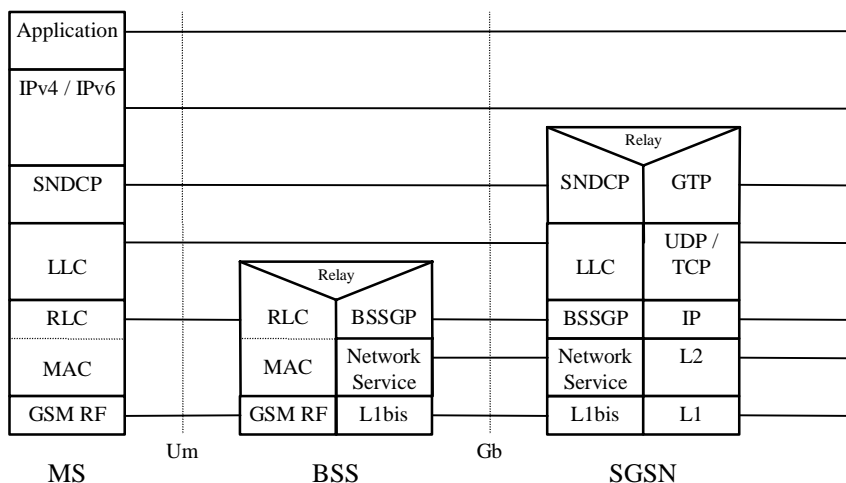 Application
IPv4 / IPv6
Relay
SNDCP
SNDCP
GTP
LLC
Relay
LLC
UDP /
TCP
RLC
RLC
BSSGP
BSSGP
IP
MAC
MAC
Network
Service
Network
Service
L2
GSM RF
GSM RF
L1bis
L1bis
L1
Um
Gb
MS
BSS
SGSN